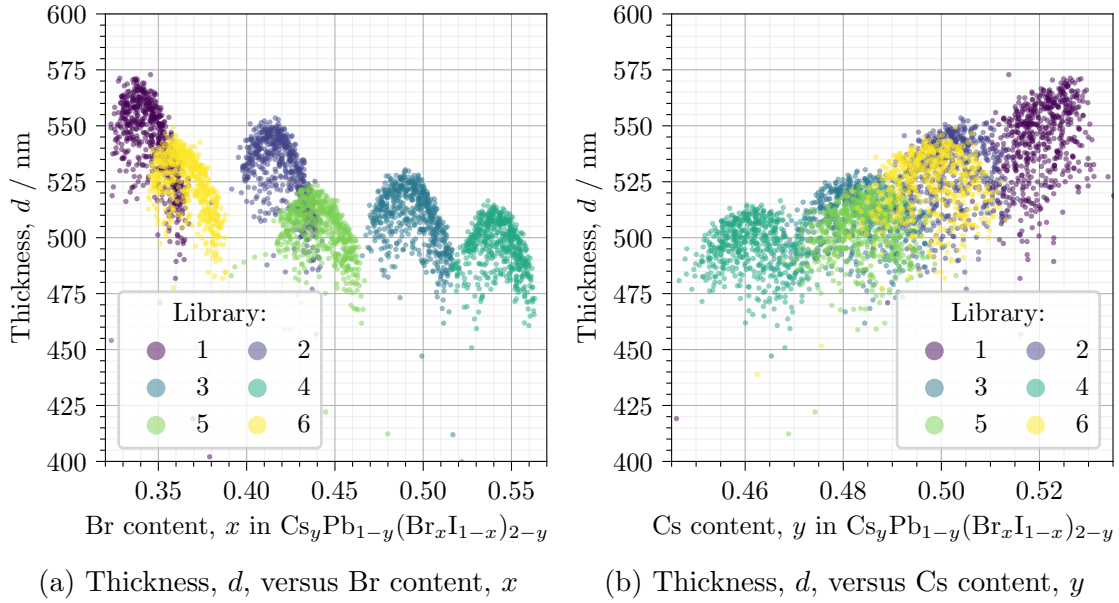 600
575
550
525
500
475
450
425
400
Thickness, d / nm
0.35 0.40 0.45 0.50 0.55
Br content, x in CsyPb1−y(BrxI1−x)2−y
Library:
1 2
3 4
5 6
(a) Thickness, d, versus Br content, x
600
575
550
525
500
475
450
425
400
Thickness, d / nm
0.46 0.48 0.50 0.52
Cs content, y in CsyPb1−y(BrxI1−x)2−y
Library:
1 2
3 4
5 6
(b) Thickness, d, versus Cs content, y